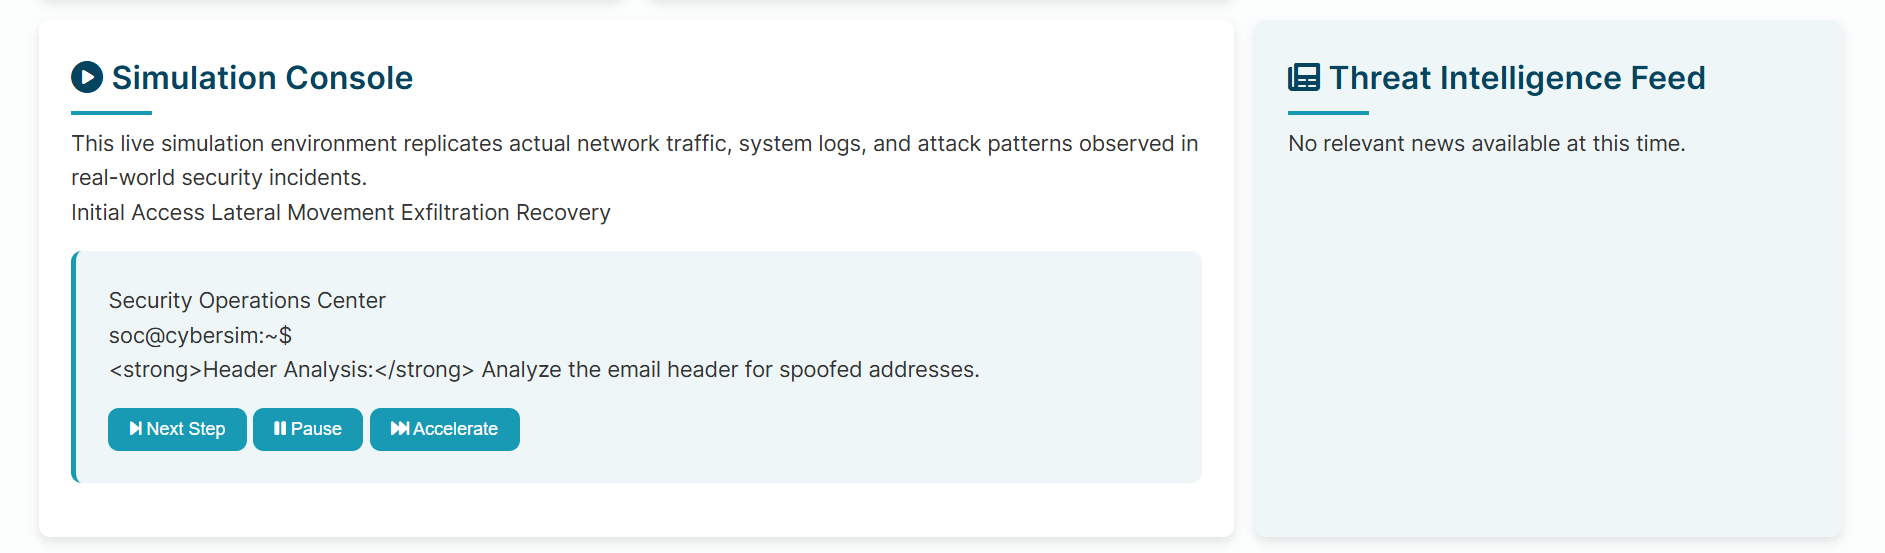 Simulation Console
This live simulation environment replicates actual network traffic, system logs, and attack patterns observed in
real-world security incidents.
Initial Access Lateral Movement Exfiltration Recovery
Security Operations Center
soc@cybersim:~$
<strong>Header Analysis:</strong> Analyze the email header for spoofed addresses.
Next Step Pause Accelerate
Threat Intelligence Feed
No relevant news available at this time.